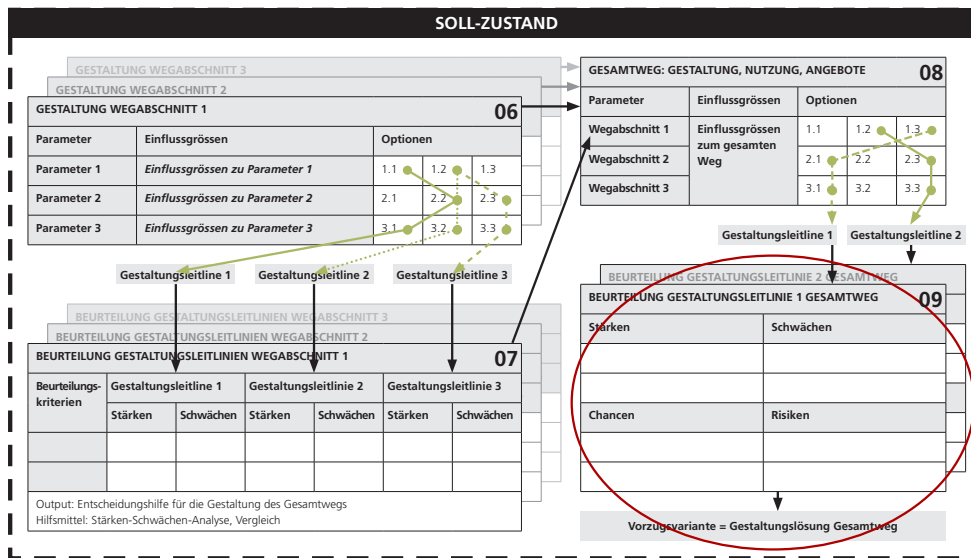 SOLL-ZUSTAND
GESTALTUNG WEGABSCHNITT 3
GESTALTUNG WEGABSCHNITT 2
GESTALTUNG WEGABSCHNITT 1 06
Parameter Einflussgrössen Optionen
Parameter 1 Einflussgrössen zu Parameter 1 1.1 1.2 1.3
Parameter 2 Einflussgrössen zu Parameter 2 2.1 2.2 2.3
Parameter 3 Einflussgrössen zu Parameter 3 3.1 3.2 3.3
Gestaltungsleitline 1 Gestaltungsleitline 2 Gestaltungsleitline 3
BEURTEILUNG GESTALTUNGSLEITLINIEN WEGABSCHNITT 3
BEURTEILUNG GESTALTUNGSLEITLINIEN WEGABSCHNITT 2
BEURTEILUNG GESTALTUNGSLEITLINIEN WEGABSCHNITT 1 07
Beurteilungs-
kriterien
Gestaltungsleitline 1 Gestaltungsleitlinie 2 Gestaltungsleitlinie 3
Stärken Schwächen Stärken Schwächen Stärken Schwächen
Output: Entscheidungshilfe für die Gestaltung des Gesamtwegs
Hilfsmittel: Stärken-Schwächen-Analyse, Vergleich
GESAMTWEG: GESTALTUNG, NUTZUNG, ANGEBOTE 08
Parameter Einflussgrössen Optionen
Wegabschnitt 1 Einflussgrössen 1.1 1.2 1.3
zum gesamten
Wegabschnitt 2 Weg 2.1 2.2 2.3
Wegabschnitt 3 3.1 3.2 3.3
Gestaltungsleitline 1 Gestaltungsleitline 2
BEURTEILUNG GESTALTUNGSLEITLINIE 2 GESAMTWEG
BEURTEILUNG GESTALTUNGSLEITLINIE 1 GESAMTWEG 09
Stärken Schwächen
Chancen Risiken
Vorzugsvariante = Gestaltungslösung Gesamtweg